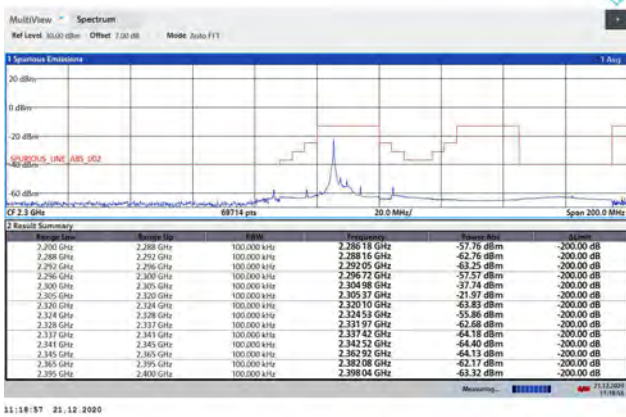 MultiView Spectrum
Ref Level 30.00 dBm Offset 7.00 dB Mode Auto FFT
1 Spurious Emissions 1 Avg
20 dBm
0 dBm
-20 dBm
SPURIOUS_LINE_ABS_002
-40 dBm
-60 dBm
CF 2.3 GHz 69714 pts 20.0 MHz/ Span 200.0 MHz
2 Result Summary
Range Low Range Up RBW Frequency Power Abs ΔLimit
2.200 GHz 2.288 GHz 100.000 kHz 2.286 18 GHz -57.76 dBm -200.00 dB
2.288 GHz 2.292 GHz 100.000 kHz 2.288 16 GHz -62.76 dBm -200.00 dB
2.292 GHz 2.296 GHz 100.000 kHz 2.292 05 GHz -63.25 dBm -200.00 dB
2.296 GHz 2.300 GHz 100.000 kHz 2.296 72 GHz -57.57 dBm -200.00 dB
2.300 GHz 2.305 GHz 100.000 kHz 2.304 98 GHz -37.74 dBm -200.00 dB
2.305 GHz 2.320 GHz 100.000 kHz 2.305 37 GHz -21.97 dBm -200.00 dB
2.320 GHz 2.324 GHz 100.000 kHz 2.320 10 GHz -63.83 dBm -200.00 dB
2.324 GHz 2.328 GHz 100.000 kHz 2.324 53 GHz -55.86 dBm -200.00 dB
2.328 GHz 2.337 GHz 100.000 kHz 2.331 97 GHz -62.68 dBm -200.00 dB
2.337 GHz 2.341 GHz 100.000 kHz 2.337 42 GHz -64.18 dBm -200.00 dB
2.341 GHz 2.345 GHz 100.000 kHz 2.342 52 GHz -64.40 dBm -200.00 dB
2.345 GHz 2.365 GHz 100.000 kHz 2.362 92 GHz -64.13 dBm -200.00 dB
2.365 GHz 2.395 GHz 100.000 kHz 2.382 08 GHz -62.17 dBm -200.00 dB
2.395 GHz 2.400 GHz 100.000 kHz 2.398 04 GHz -63.32 dBm -200.00 dB
Measuring... 21.12.2020
11:18:58
11:18:57 21.12.2020